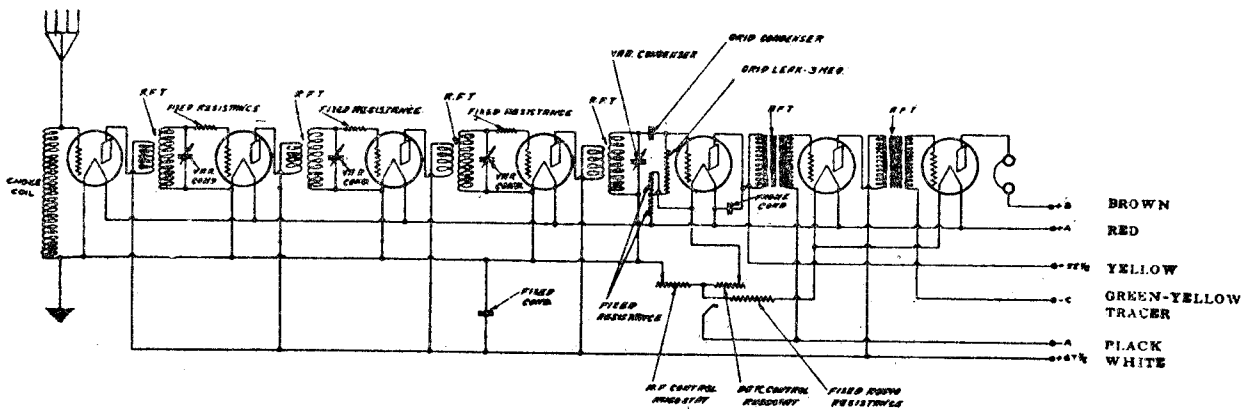 GRID CONDENSER
VAR. CONDENSER
GRID LEAK-3 MEG.
R.F.T
FIXED RESISTANCE
R.F.T
FIXED RESISTANCE
R.F.T
FIXED RESISTANCE
R.F.T
R.F.T
R.F.T
CHOKE
COIL
VAR.
COND
VAR
COND.
VAR
COND.
PHONE
COND
+B
BROWN
+A
RED
YELLOW
-C
GREEN-YELLOW
TRACER
-A
PLACK
WHITE
FIXED
COND.
FIXED
RESISTANCE
R.F CONTROL
RHEOSTAT
DET. CONTROL
RHEOSTAT
FIXED AUDIO
RESISTANCE